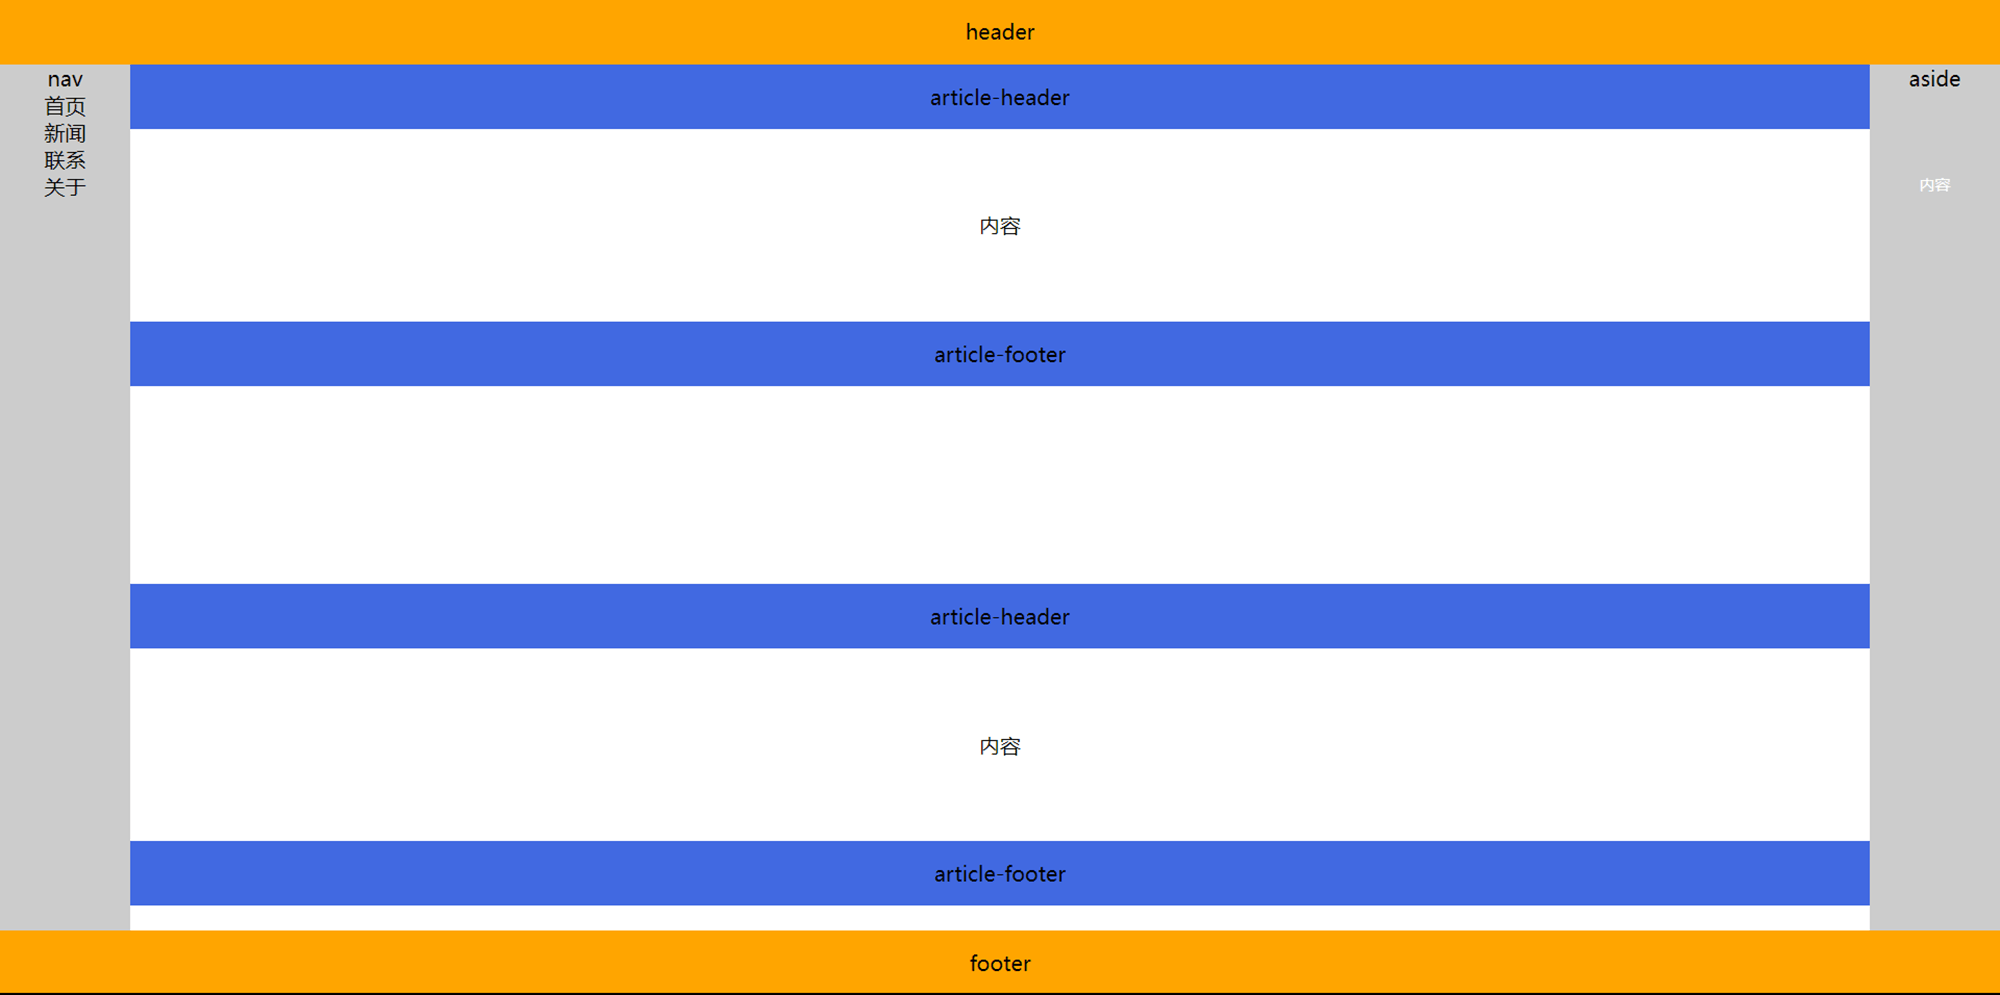 header
nav
首页
新闻
联系
关于
article-header
内容
article-footer
article-header
内容
article-footer
aside
内容
footer